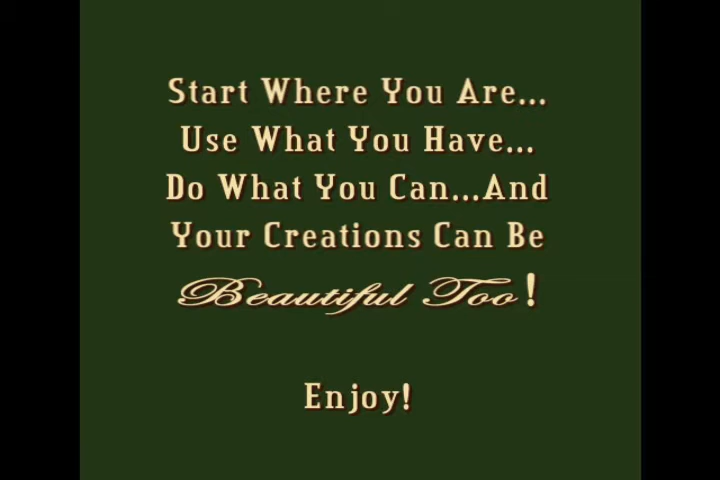 Start Where You Are...
Use What You Have...
Do What You Can...And
Your Creations Can Be
Beautiful Too!
Enjoy!